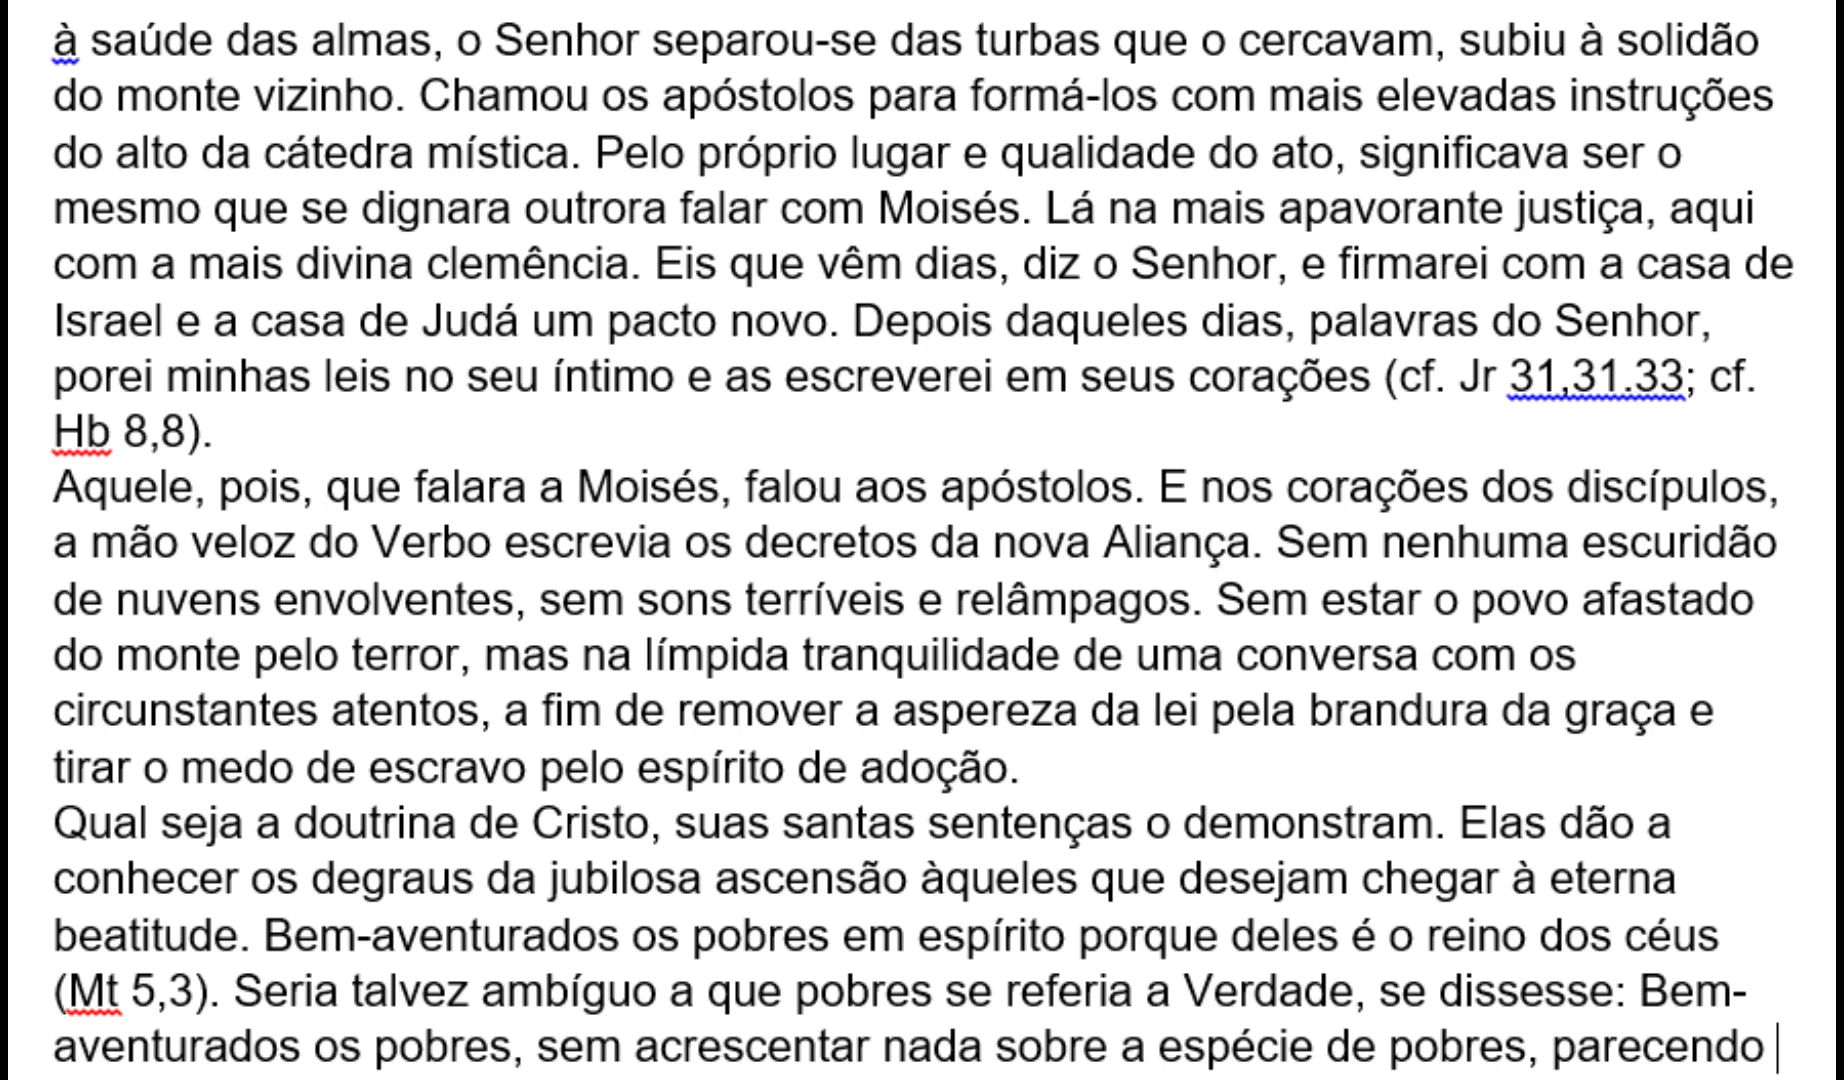 à saúde das almas, o Senhor separou-se das turbas que o cercavam, subiu à solidão
do monte vizinho. Chamou os apóstolos para formá-los com mais elevadas instruções
do alto da cátedra mística. Pelo próprio lugar e qualidade do ato, significava ser o
mesmo que se dignara outrora falar com Moisés. Lá na mais apavorante justiça, aqui
com a mais divina clemência. Eis que vêm dias, diz o Senhor, e firmarei com a casa de
Israel e a casa de Judá um pacto novo. Depois daqueles dias, palavras do Senhor,
porei minhas leis no seu íntimo e as escreverei em seus corações (cf. Jr 31,31.33; cf.
Hb 8,8).
Aquele, pois, que falara a Moisés, falou aos apóstolos. E nos corações dos discípulos,
a mão veloz do Verbo escrevia os decretos da nova Aliança. Sem nenhuma escuridão
de nuvens envolventes, sem sons terríveis e relâmpagos. Sem estar o povo afastado
do monte pelo terror, mas na límpida tranquilidade de uma conversa com os
circunstantes atentos, a fim de remover a aspereza da lei pela brandura da graça e
tirar o medo de escravo pelo espírito de adoção.
Qual seja a doutrina de Cristo, suas santas sentenças o demonstram. Elas dão a
conhecer os degraus da jubilosa ascensão àqueles que desejam chegar à eterna
beatitude. Bem-aventurados os pobres em espírito porque deles é o reino dos céus
(Mt 5,3). Seria talvez ambíguo a que pobres se referia a Verdade, se dissesse: Bem-
aventurados os pobres, sem acrescentar nada sobre a espécie de pobres, parecendo